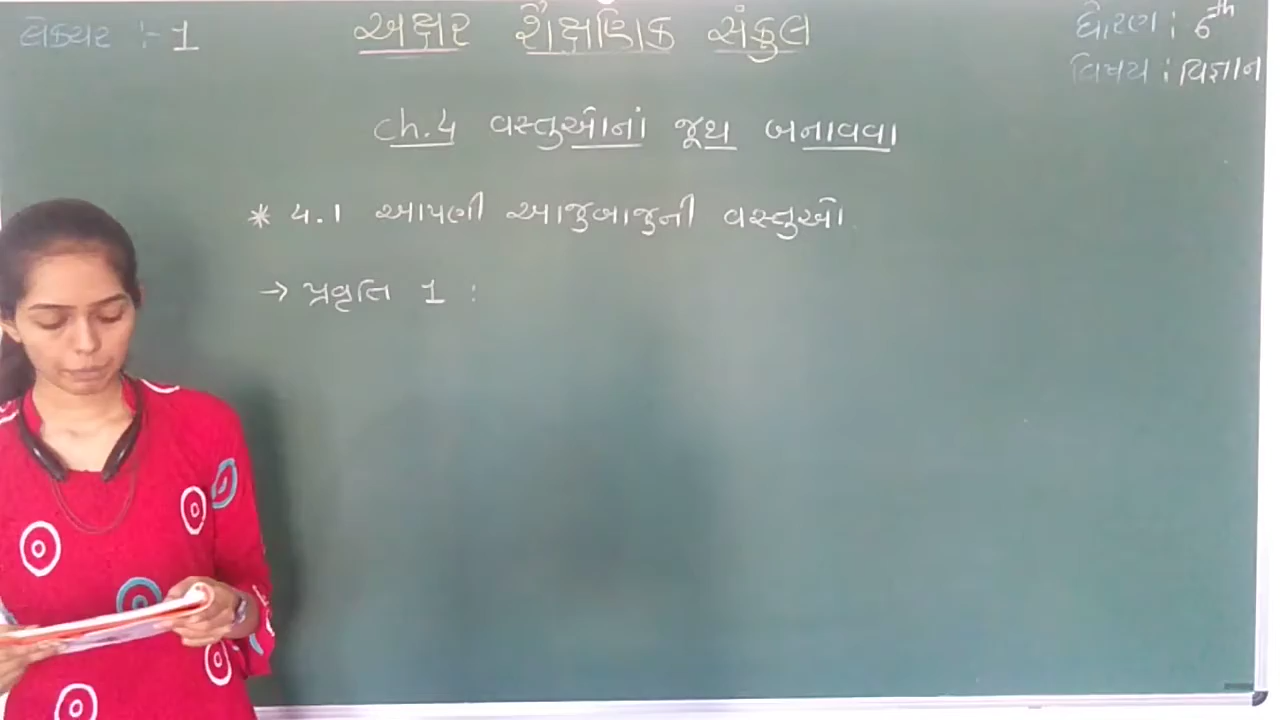 લેક્ચર :- 1
અક્ષર શૈક્ષણિક સંકુલ
ધોરણ : 6th
વિષય : વિજ્ઞાન
ch.4 વસ્તુઓનાં જૂથ બનાવવા
* 4.1 આપણી આજુબાજુની વસ્તુઓ
→ પ્રવૃતિ 1 :